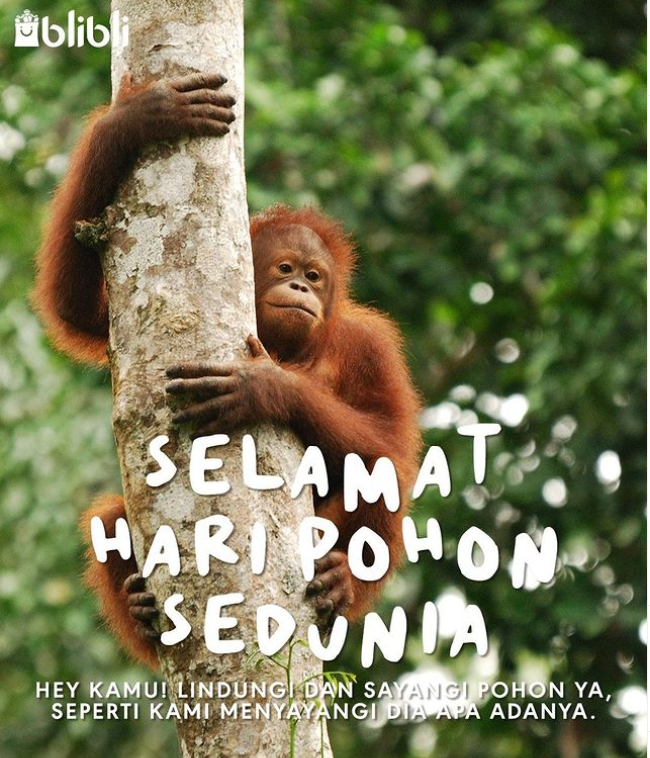 blibli
SELAMAT
HARI POHON
SEDUNIA
HEY KAMU! LINDUNGI DAN SAYANGI POHON YA,
SEPERTI KAMI MENYAYANGI DIA APA ADANYA.